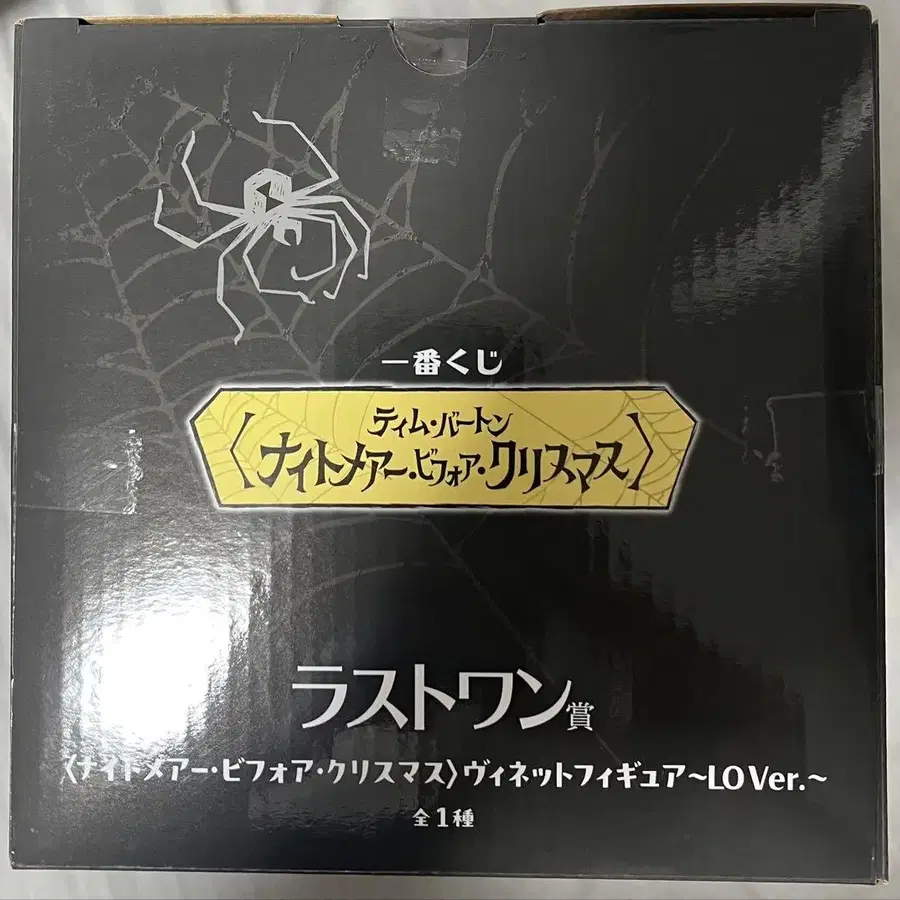 一番くじ
ティム・バートン
〈ナイトメアー・ビフォア・クリスマス〉
ラストワン賞
〈ナイトメアー・ビフォア・クリスマス〉ヴィネットフィギュア~LO Ver.~
全1種